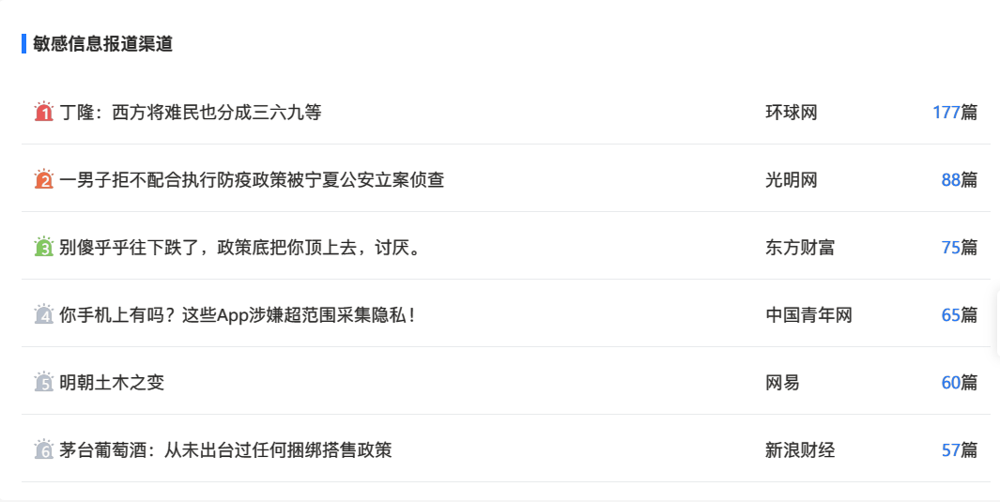 敏感信息报道渠道
1 丁隆：西方将难民也分成三六九等 环球网 177篇
2 一男子拒不配合执行防疫政策被宁夏公安立案侦查 光明网 88篇
3 别傻乎乎往下跌了，政策底把你顶上去，讨厌。 东方财富 75篇
4 你手机上有吗？这些App涉嫌超范围采集隐私！ 中国青年网 65篇
5 明朝土木之变 网易 60篇
6 茅台葡萄酒：从未出台过任何捆绑搭售政策 新浪财经 57篇